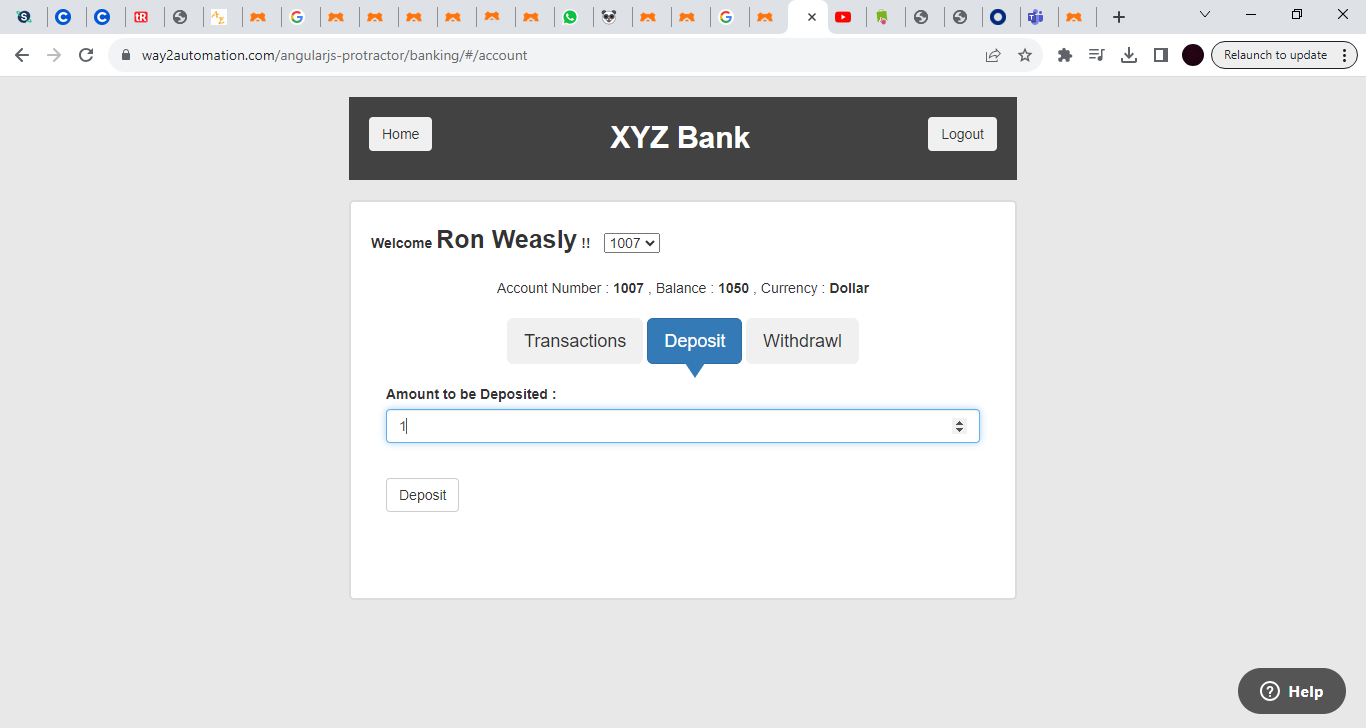 tR
way2automation.com/angularjs-protractor/banking/#/account
Relaunch to update
Home
XYZ Bank
Logout
Welcome Ron Weasly !! 1007
Account Number : 1007 , Balance : 1050 , Currency : Dollar
Transactions
Deposit
Withdrawl
Amount to be Deposited :
1
Deposit
Help